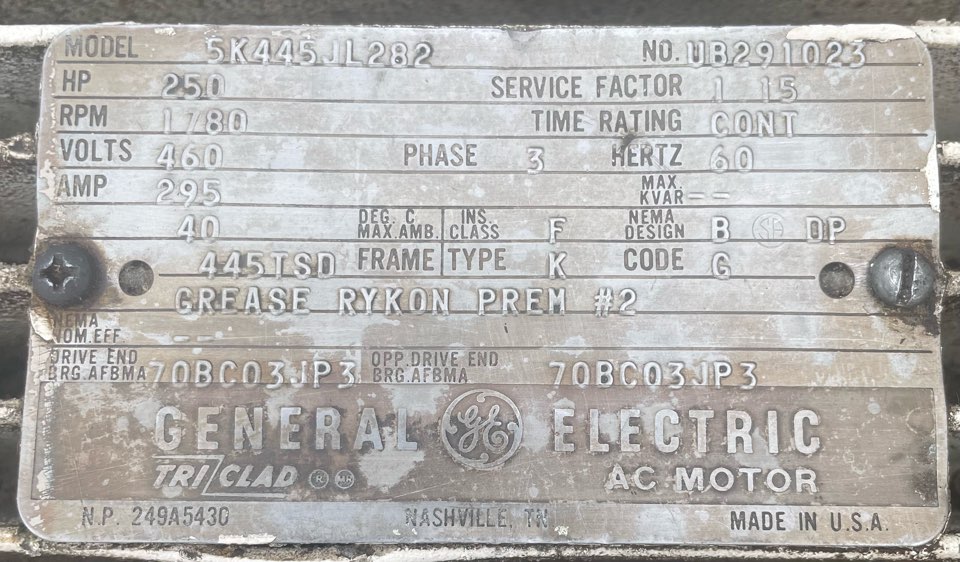 MODEL 5K445JL282 NO. UB291023
HP 250 SERVICE FACTOR 1 15
RPM 1780 TIME RATING CONT
VOLTS 460 PHASE 3 HERTZ 60
AMP 295 MAX. KVAR --
40 DEG. C MAX. AMB. INS. CLASS F NEMA DESIGN B DP
445TSD FRAME TYPE K CODE G
GREASE RYKON PREM #2
NEMA NOM. EFF. --
DRIVE END BRG. AFBMA 70BC03JP3 OPP. DRIVE END BRG. AFBMA 70BC03JP3
GENERAL GE ELECTRIC
TRI CLAD R MR AC MOTOR
N.P. 249A5430 NASHVILLE, TN MADE IN U.S.A.